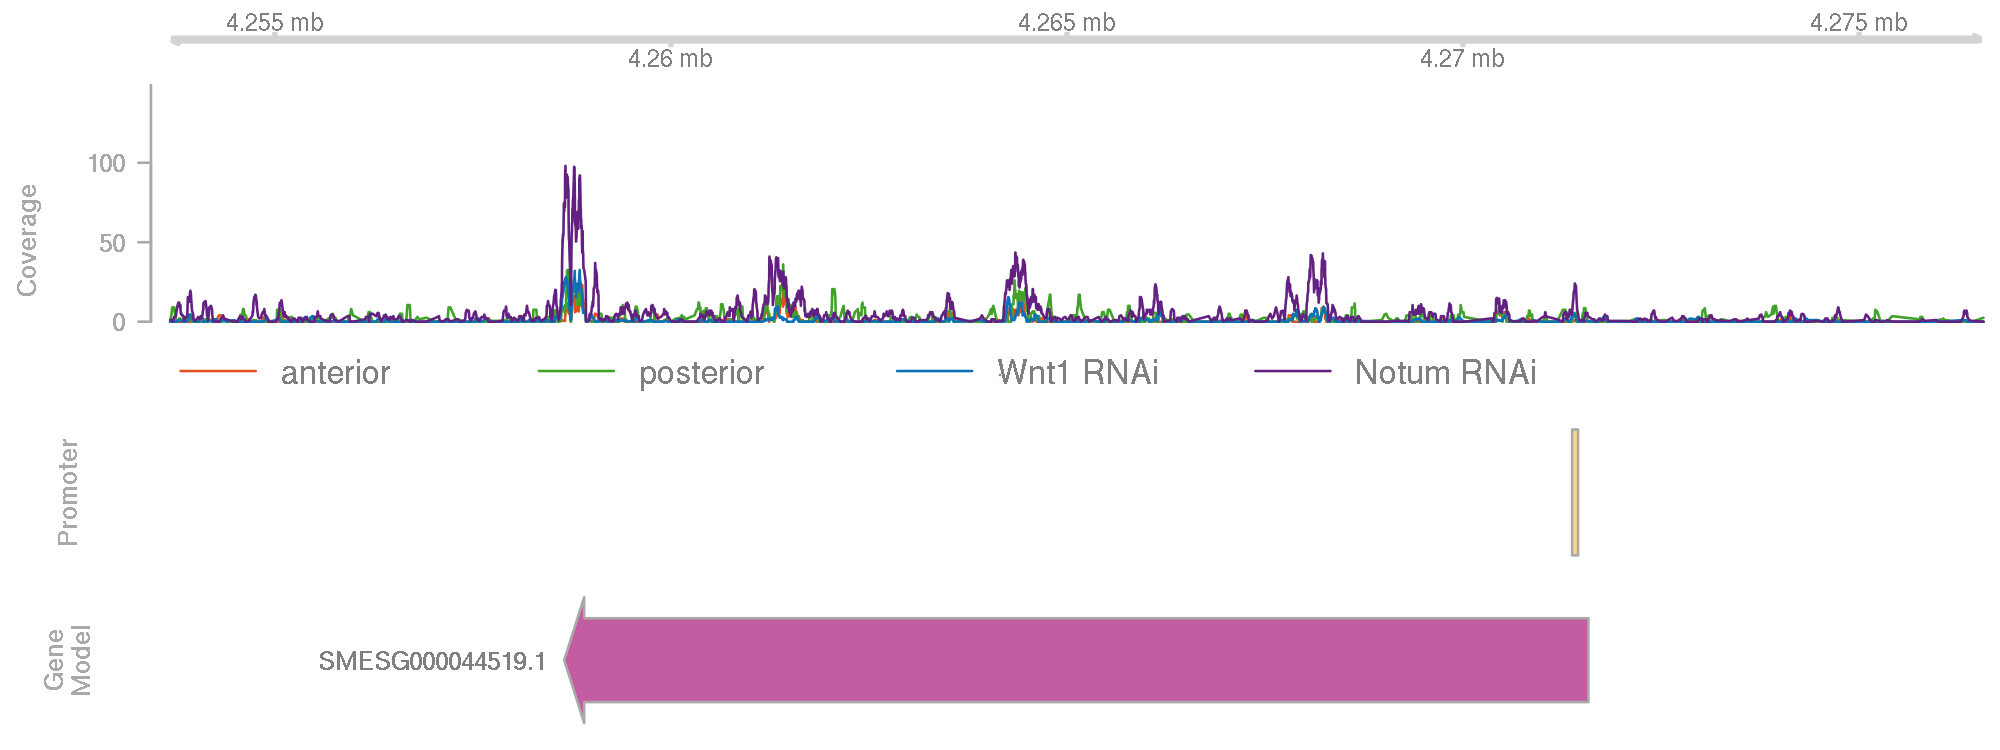 4.255 mb
4.265 mb
4.275 mb
4.26 mb
4.27 mb
Coverage
100
50
0
anterior
posterior
Wnt1 RNAi
Notum RNAi
Promoter
0
Gene
Model
SMESG000044519.1